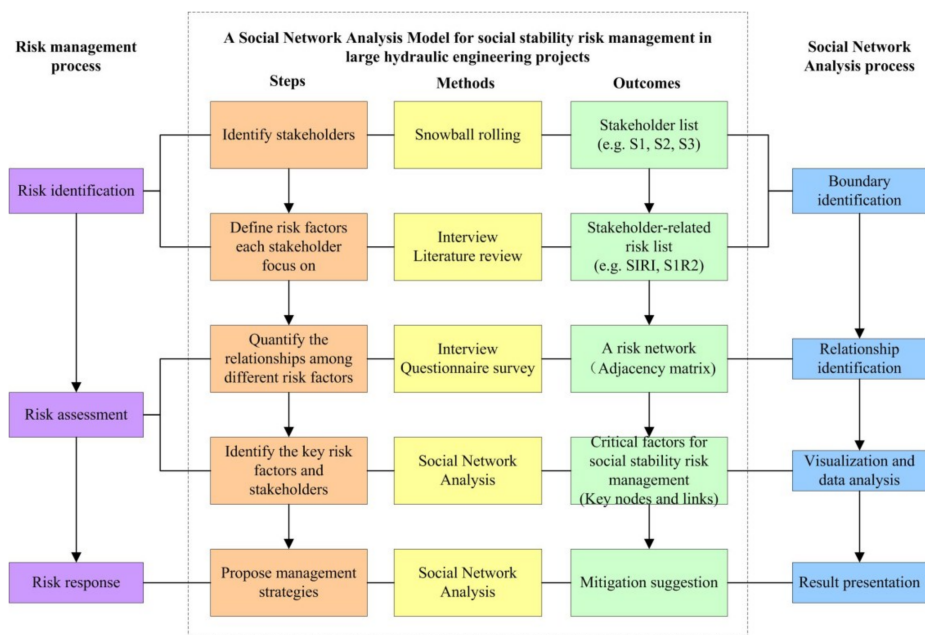 Risk management
process
A Social Network Analysis Model for social stability risk management in
large hydraulic engineering projects
Social Network
Analysis process
Steps
Methods
Outcomes
Identify stakeholders
Snowball rolling
Stakeholder list
(e.g. S1, S2, S3)
Risk identification
Boundary
identification
Define risk factors
each stakeholder
focus on
Interview
Literature review
Stakeholder-related
risk list
(e.g. SIRI, S1R2)
Quantify the
relationships among
different risk factors
Interview
Questionnaire survey
A risk network
（Adjacency matrix)
Relationship
identification
Risk assessment
Identify the key risk
factors and
stakeholders
Social Network
Analysis
Critical factors for
social stability risk
management
(Key nodes and links)
Visualization and
data analysis
Risk response
Propose management
strategies
Social Network
Analysis
Mitigation suggestion
Result presentation